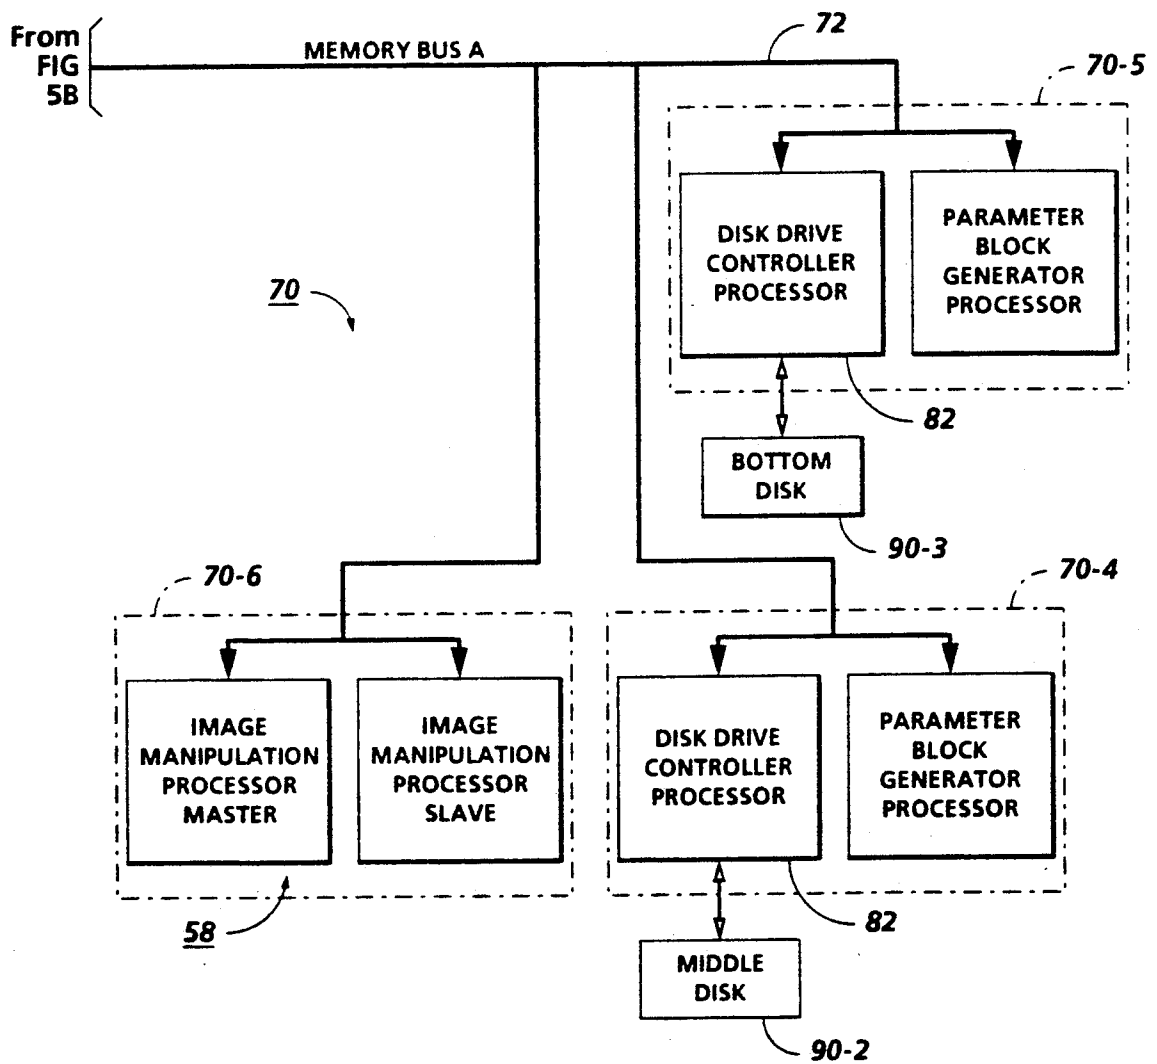 From
FIG
5B
MEMORY BUS A
72
70-5
DISK DRIVE
CONTROLLER
PROCESSOR
PARAMETER
BLOCK
GENERATOR
PROCESSOR
70
82
BOTTOM
DISK
90-3
70-6
70-4
IMAGE
MANIPULATION
PROCESSOR
MASTER
IMAGE
MANIPULATION
PROCESSOR
SLAVE
DISK DRIVE
CONTROLLER
PROCESSOR
PARAMETER
BLOCK
GENERATOR
PROCESSOR
58
82
MIDDLE
DISK
90-2